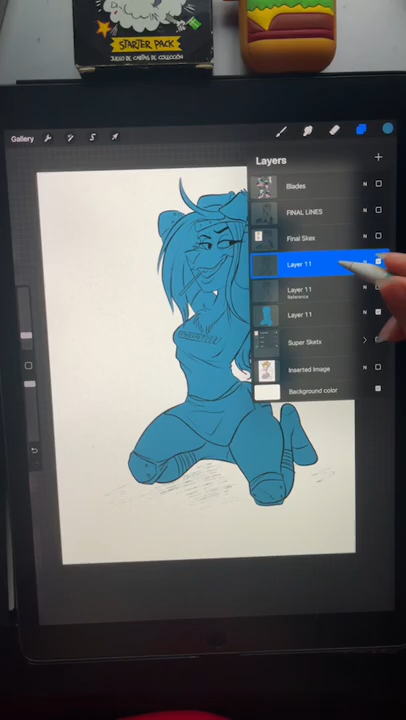 STARTER PACK
JUEGO DE CARTAS DE COLECCIÓN
Gallery
S
Layers
+
Blades
N
FINAL LINES
N
Final Skex
N
Layer 11
Layer 11
Reference
Layer 11
N
Super Sketx
Inserted Image
N
Background color